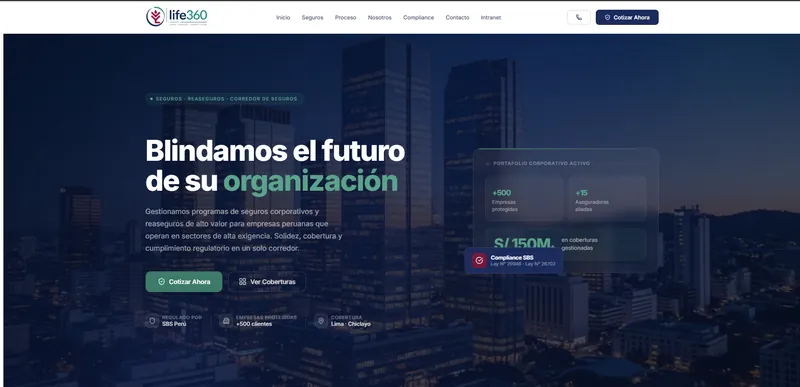 life360
Inicio
Seguros
Proceso
Nosotros
Compliance
Contacto
Intranet
Cotizar Ahora
SEGUROS · REASEGUROS · CORREDOR DE SEGUROS
Blindamos el futuro
de su organización
Gestionamos programas de seguros corporativos y
reaseguros de alto valor para empresas peruanas que
operan en sectores de alta exigencia. Solidez, cobertura y
cumplimiento regulatorio en un solo corredor.
Cotizar Ahora
Ver Coberturas
REGULADO POR
SBS Perú
EMPRESAS PROTEGIDAS
+500 clientes
COBERTURA
Lima · Chiclayo
PORTAFOLIO CORPORATIVO ACTIVO
+500
Empresas
protegidas
+15
Aseguradoras
aliadas
S/ 150M
en coberturas
gestionadas
Compliance SBS